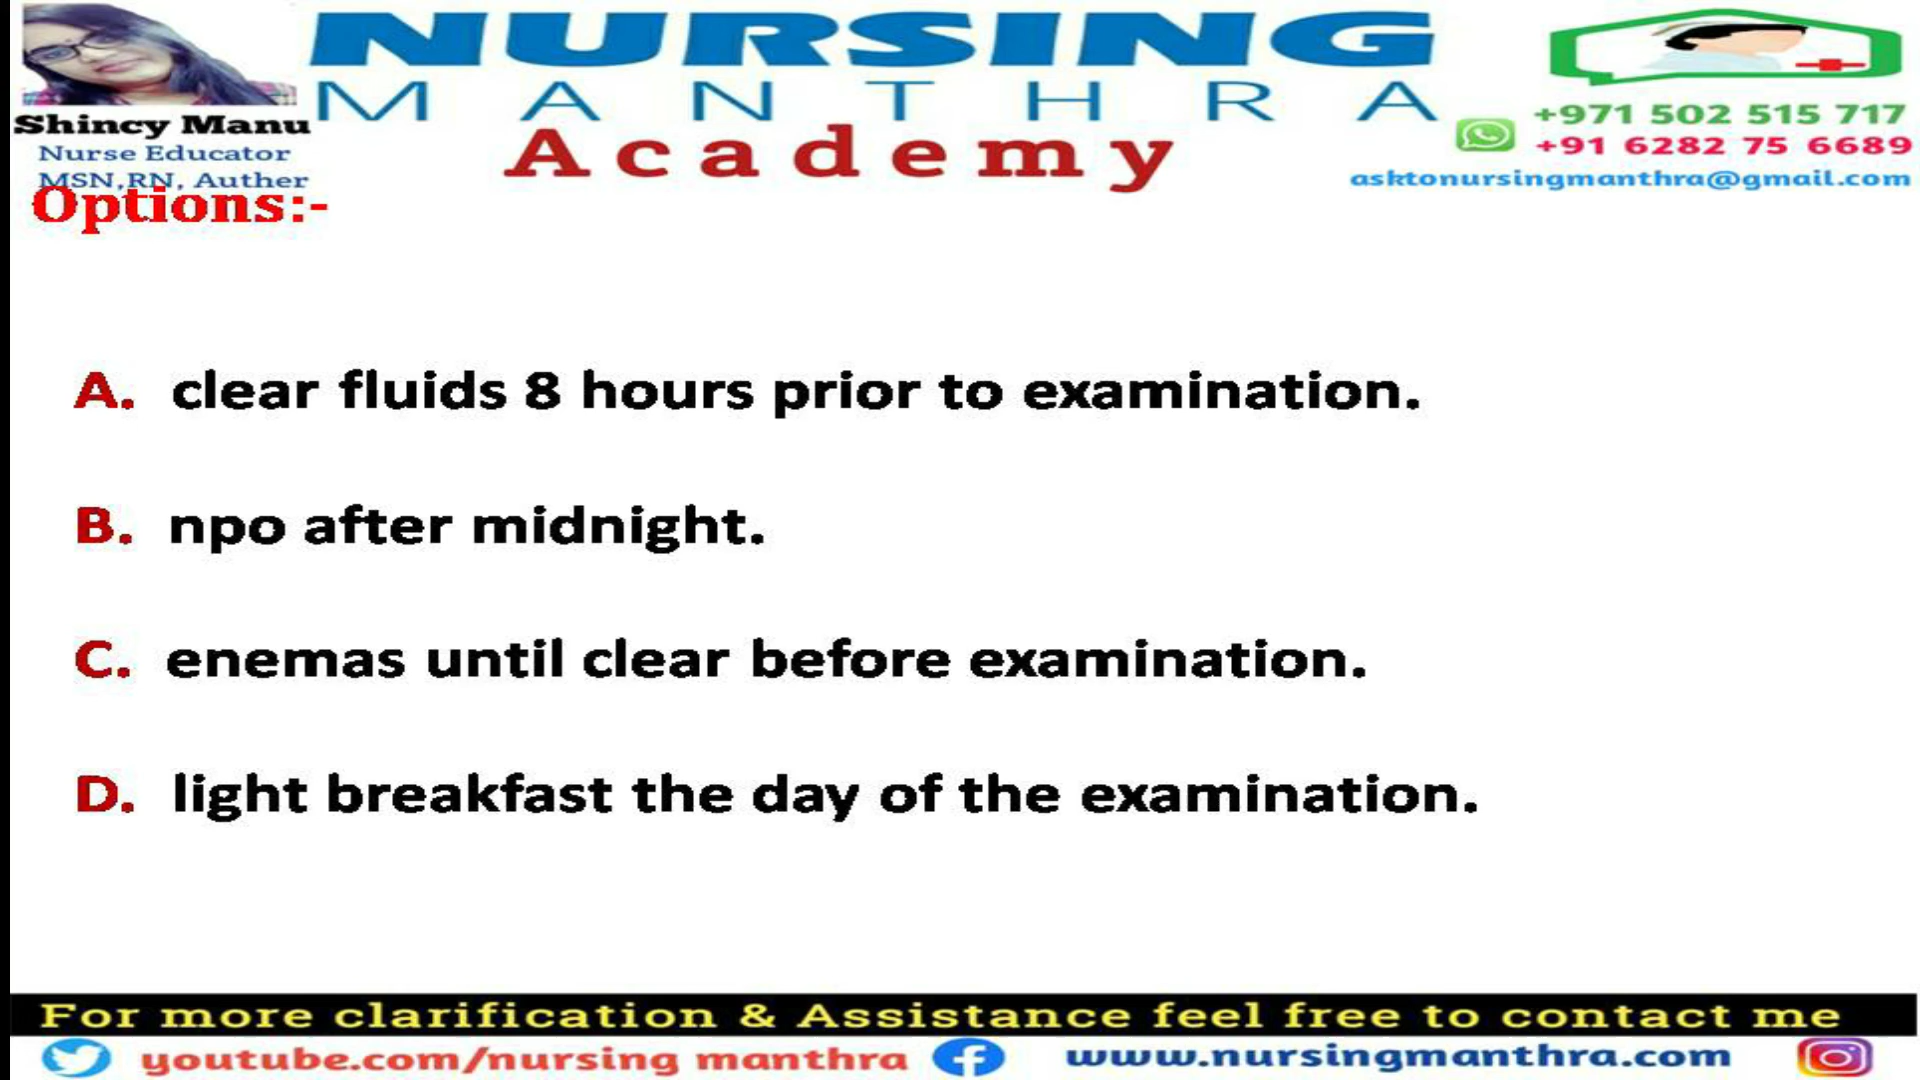 NURSING
MANTHRA
Academy
Shincy Manu
Nurse Educator
MSN,RN, Auther
+971 502 515 717
+91 6282 75 6689
asktonursingmanthra@gmail.com
Options:-
A. clear fluids 8 hours prior to examination.
B. npo after midnight.
C. enemas until clear before examination.
D. light breakfast the day of the examination.
For more clarification & Assistance feel free to contact me
youtube.com/nursing manthra
www.nursingmanthra.com